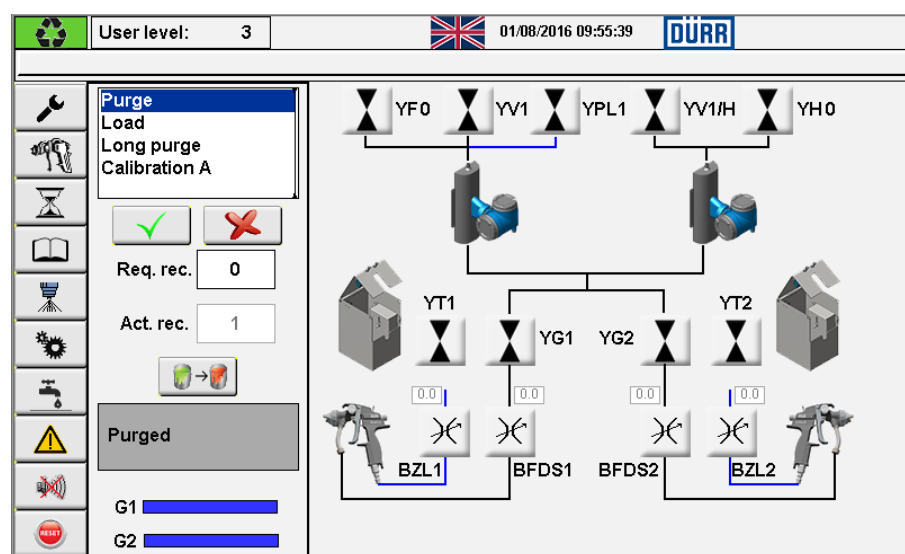 User level: 3
01/08/2016 09:55:39
DÜRR
Purge
Load
Long purge
Calibration A
YF0 YV1 YPL1 YV1/H YH0
Req. rec. 0
Act. rec. 1
YT1 YG1 YG2 YT2
0.0 0.0 0.0 0.0
Purged
BZL1 BFDS1 BFDS2 BZL2
G1
RESET
G2